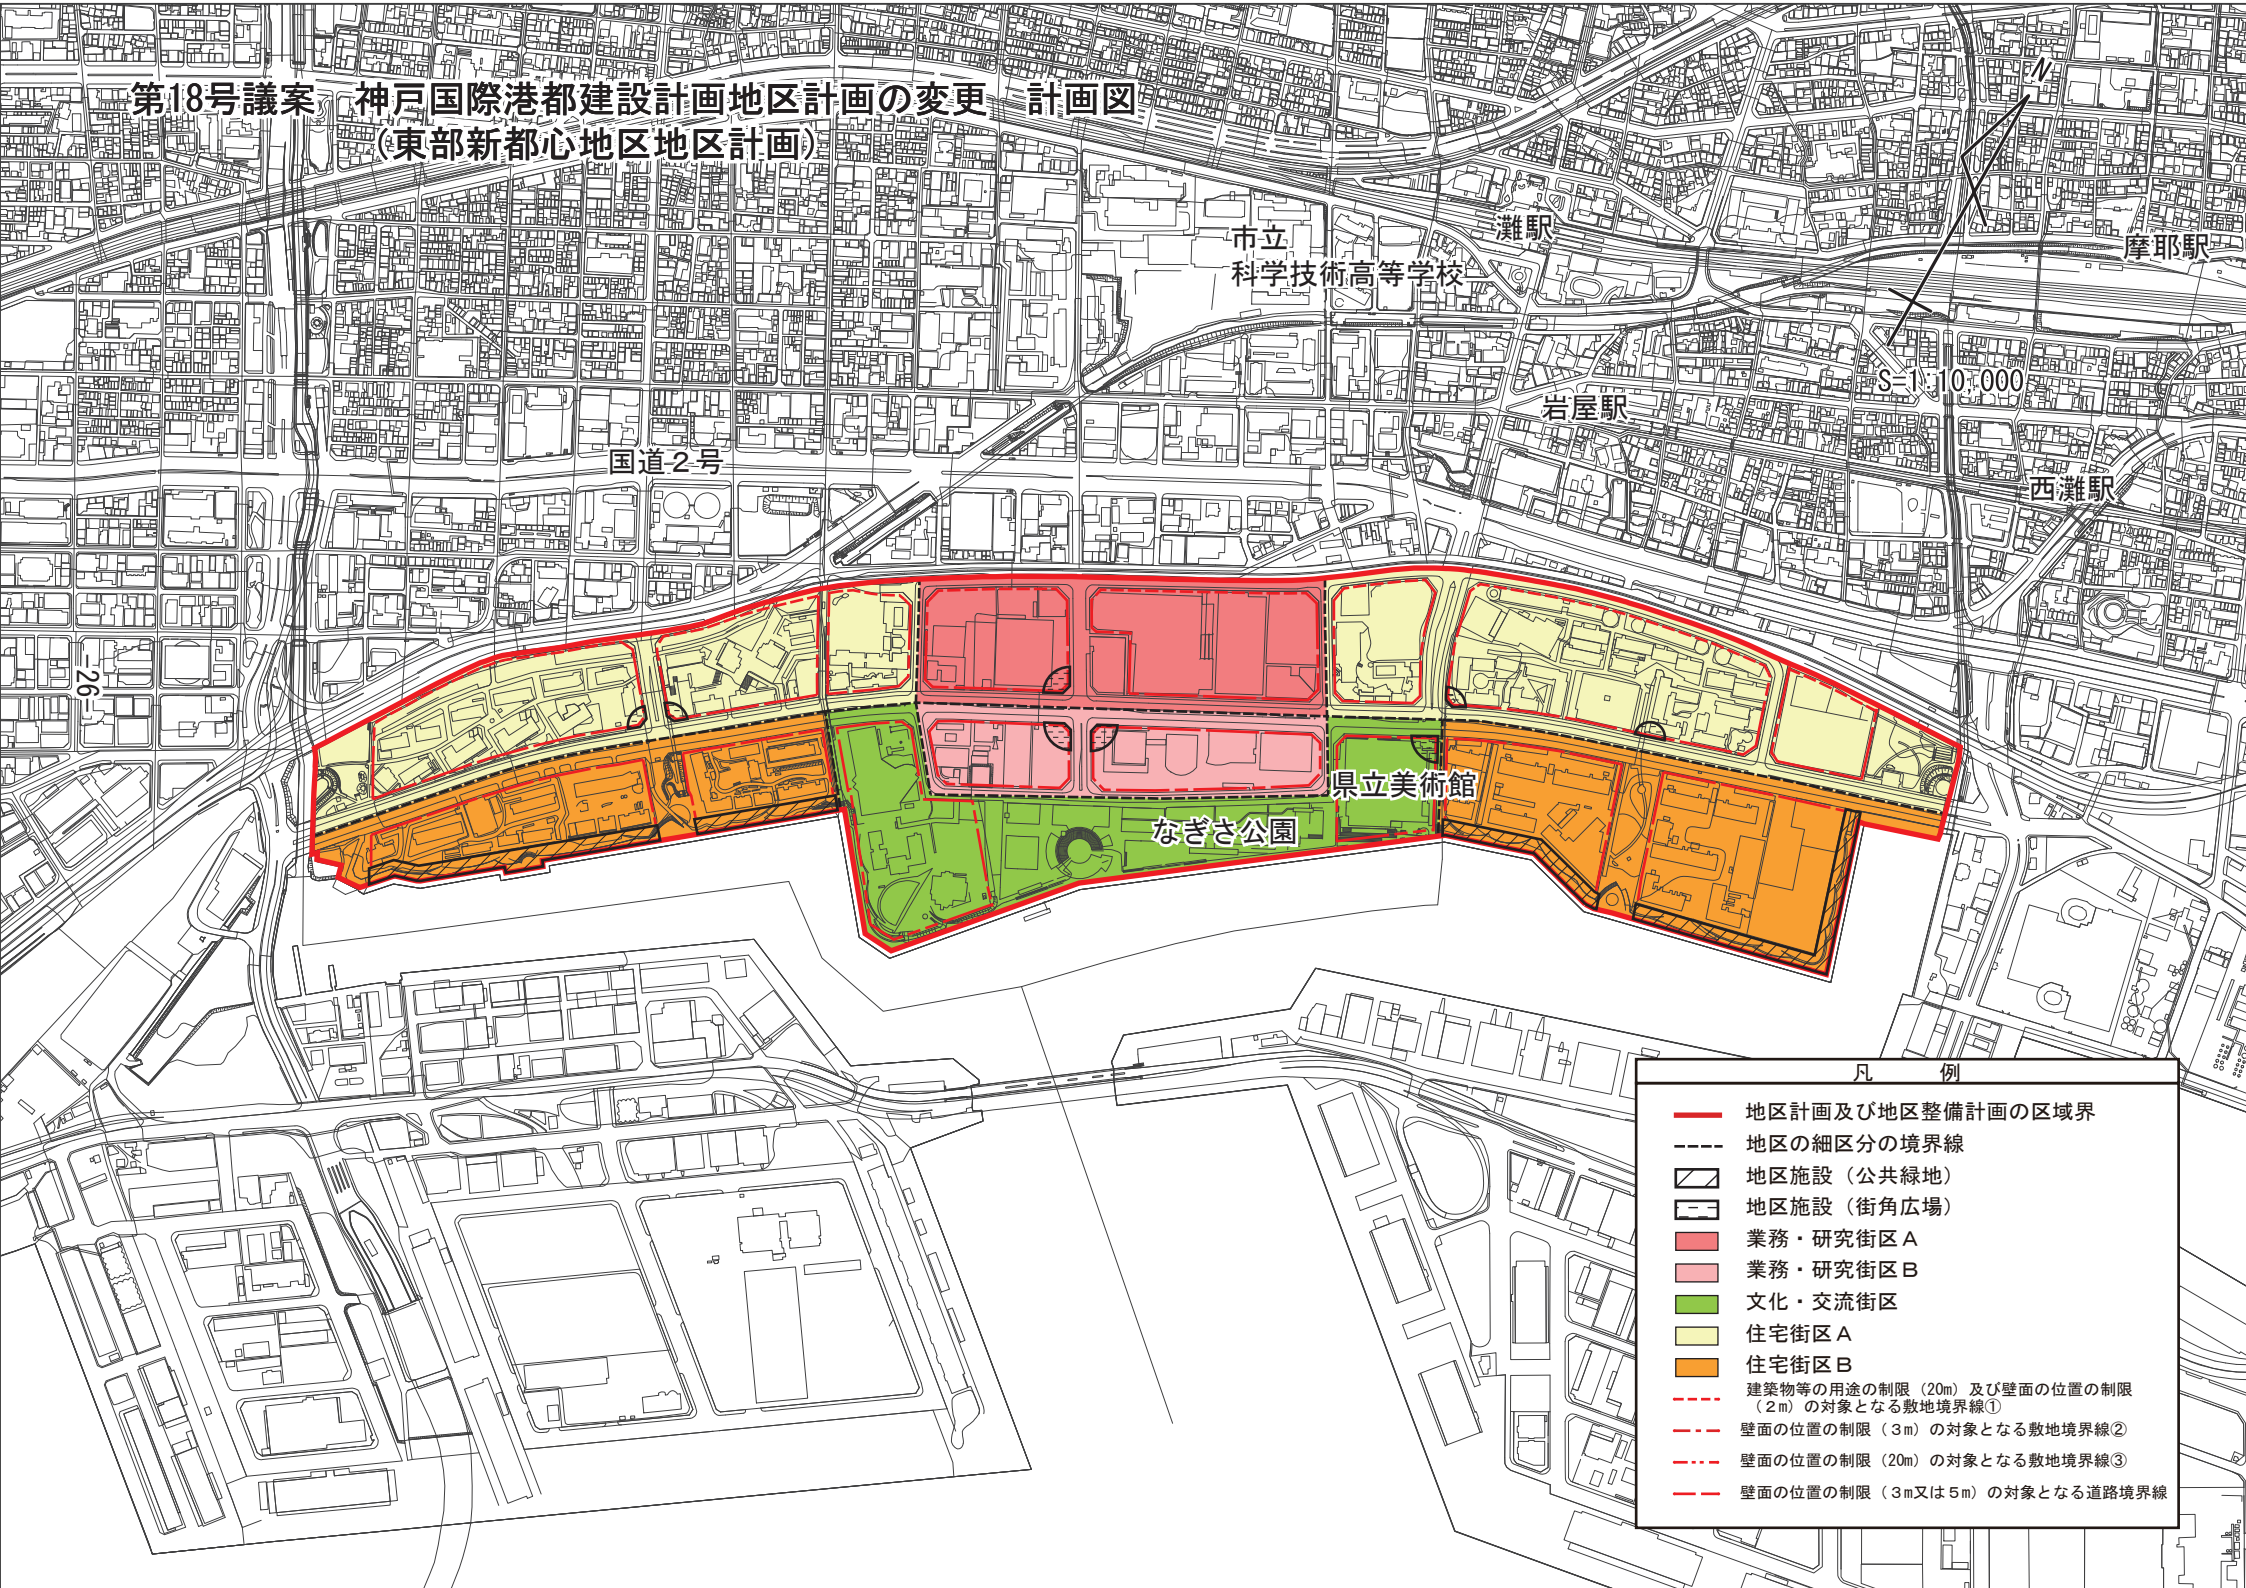 第18号議案　神戸国際港都建設計画地区計画の変更　計画図
（東部新都心地区地区計画）
N
灘駅
市立
科学技術高等学校
摩耶駅
S=1:10,000
岩屋駅
国道２号
西灘駅
-26-
県立美術館
なぎさ公園
凡　例
地区計画及び地区整備計画の区域界
地区の細区分の境界線
地区施設（公共緑地）
地区施設（街角広場）
業務・研究街区Ａ
業務・研究街区Ｂ
文化・交流街区
住宅街区Ａ
住宅街区Ｂ
建築物等の用途の制限（20m）及び壁面の位置の制限
（２m）の対象となる敷地境界線①
壁面の位置の制限（３m）の対象となる敷地境界線②
壁面の位置の制限（20m）の対象となる敷地境界線③
壁面の位置の制限（３m又は５m）の対象となる道路境界線